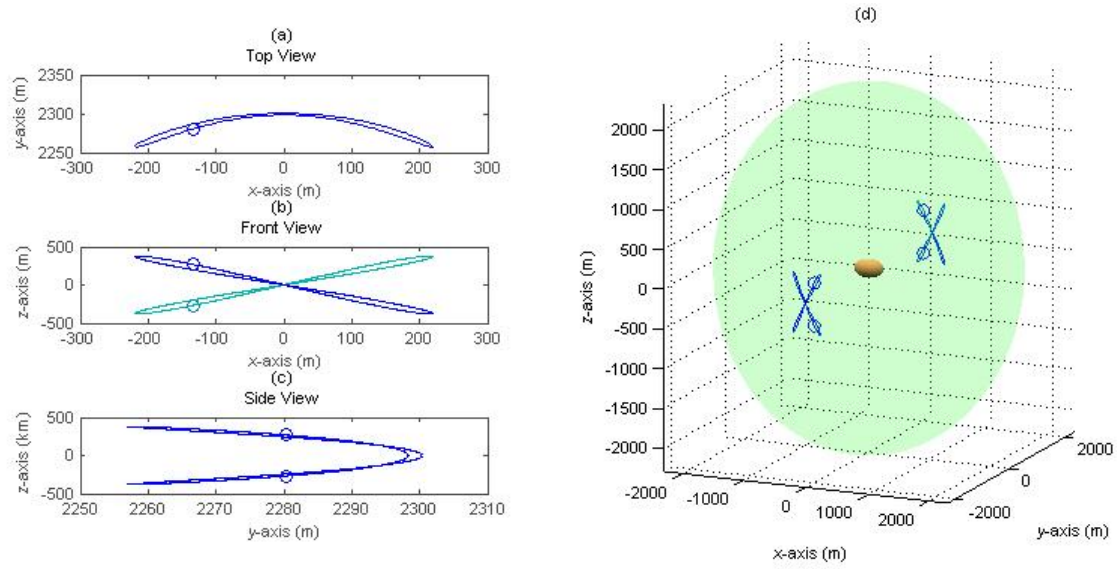 (a)
Top View
2350
2300
2250
y-axis (m)
-300 -200 -100 0 100 200 300
x-axis (m)
(b)
Front View
500
0
-500
z-axis (m)
-300 -200 -100 0 100 200 300
x-axis (m)
(c)
Side View
500
0
-500
z-axis (km)
2250 2260 2270 2280 2290 2300 2310
y-axis (m)
(d)
2000
1500
1000
500
0
-500
-1000
-1500
-2000
z-axis (m)
-2000 -1000 0 1000 2000
x-axis (m)
-2000 0 2000
y-axis (m)